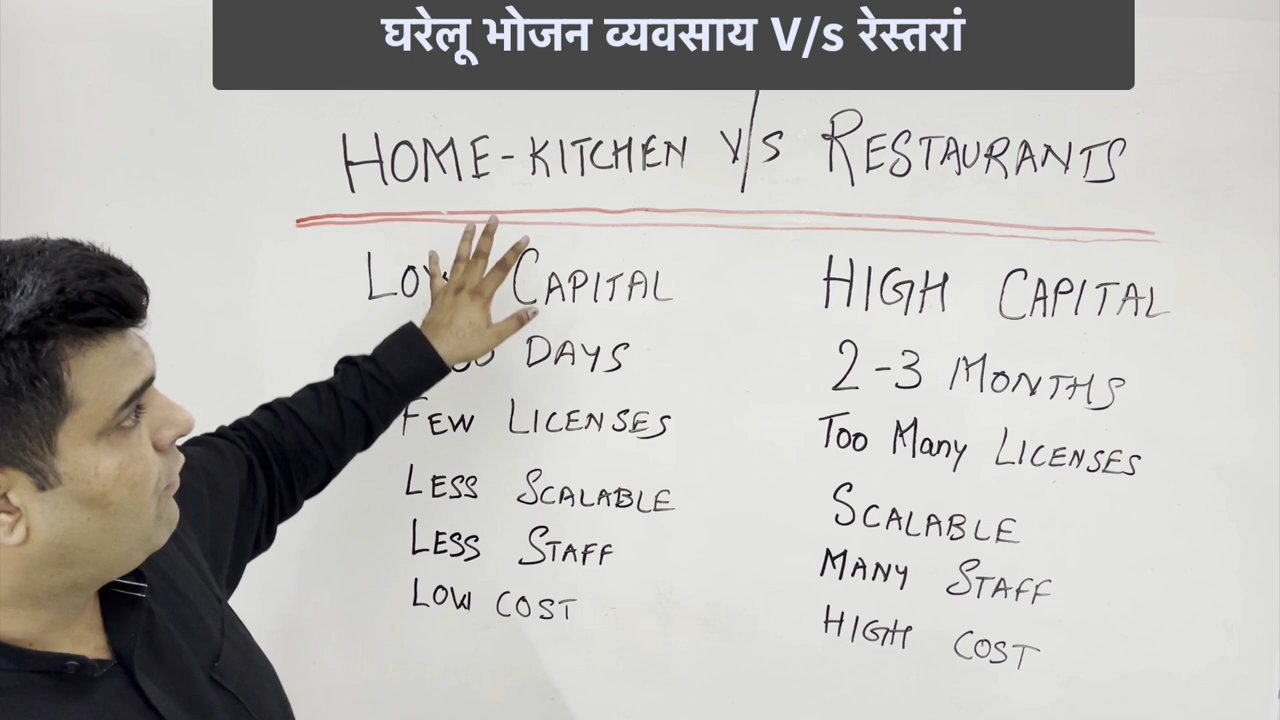 घरेलू भोजन व्यवसाय V/s रेस्तरां
HOME-KITCHEN V/S RESTAURANTS
LOW CAPITAL HIGH CAPITAL
DAYS 2-3 MONTHS
FEW LICENSES Too Many LICENSES
LESS SCALABLE SCALABLE
LESS STAFF MANY STAFF
LOW COST HIGH COST